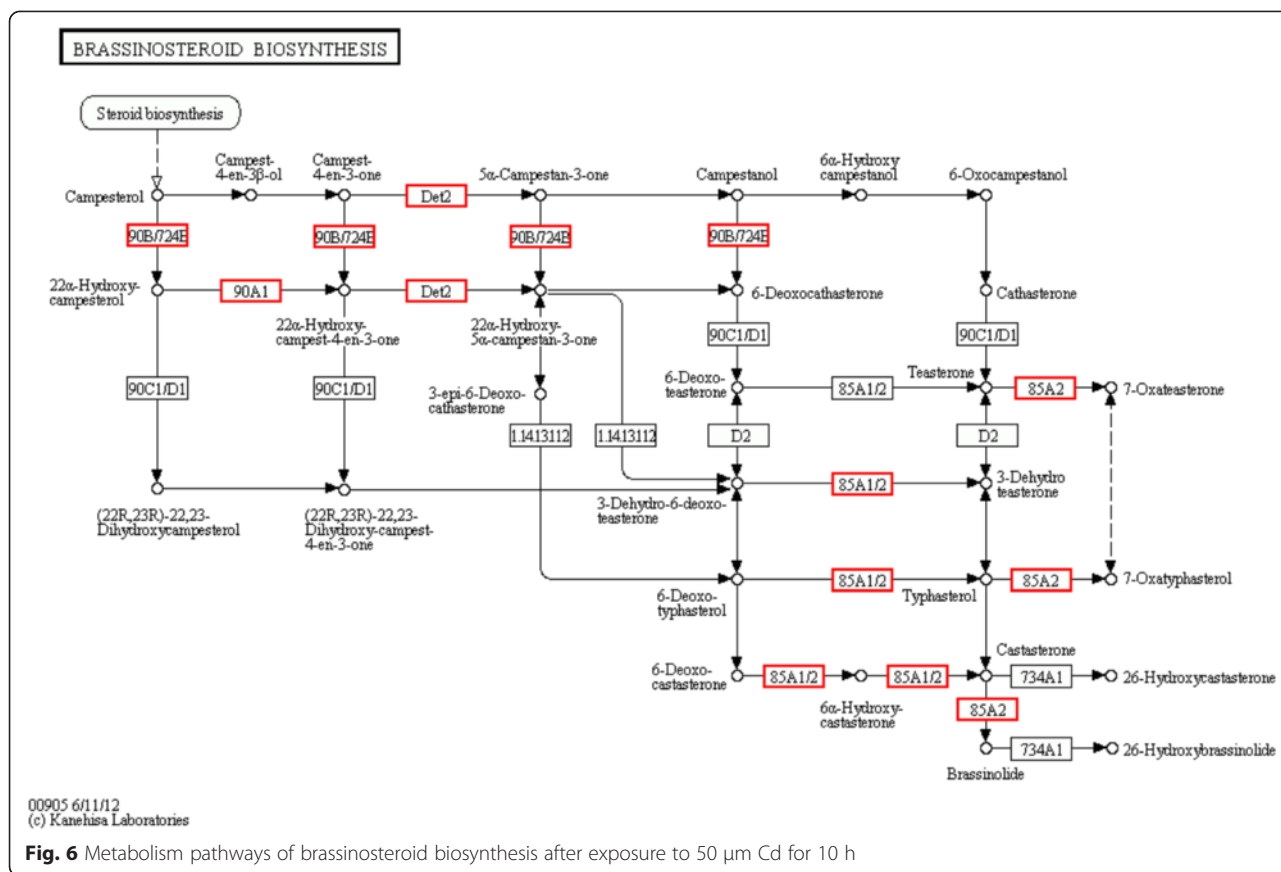 BRASSINOSTEROID BIOSYNTHESIS
Steroid biosynthesis
Campest-
4-en-3β-ol
Campest-
4-en-3-one
5α-Campestan-3-one
Campestanol
6α-Hydroxy
campestanol
6-Oxocampestanol
Campesterol
Det2
90B/724B
90B/724B
90B/724B
90B/724B
22α-Hydroxy-
campesterol
90A1
Det2
6-Deoxocathasterone
Cathasterone
22α-Hydroxy-
campest-4-en-3-one
22α-Hydroxy-
5α-campestan-3-one
90C1/D1
90C1/D1
90C1/D1
90C1/D1
3-epi-6-Deoxo-
cathasterone
6-Deoxo-
teasterone
85A1/2
Teasterone
85A2
7-Oxateasterone
1.14.13.112
1.14.13.112
D2
D2
(22R,23R)-22,23-
Dihydroxycampesterol
(22R,23R)-22,23-
Dihydroxy-campest-
4-en-3-one
3-Dehydro-6-deoxo-
teasterone
85A1/2
3-Dehydro
teasterone
6-Deoxo-
typhasterol
85A1/2
Typhasterol
85A2
7-Oxatyphasterol
6-Deoxo-
castasterone
85A1/2
6α-Hydroxy-
castasterone
85A1/2
Castasterone
734A1
26-Hydroxycastasterone
85A2
Brassinolide
734A1
26-Hydroxybrassinolide
00905 6/11/12
(c) Kanehisa Laboratories
Fig. 6 Metabolism pathways of brassinosteroid biosynthesis after exposure to 50 μm Cd for 10 h